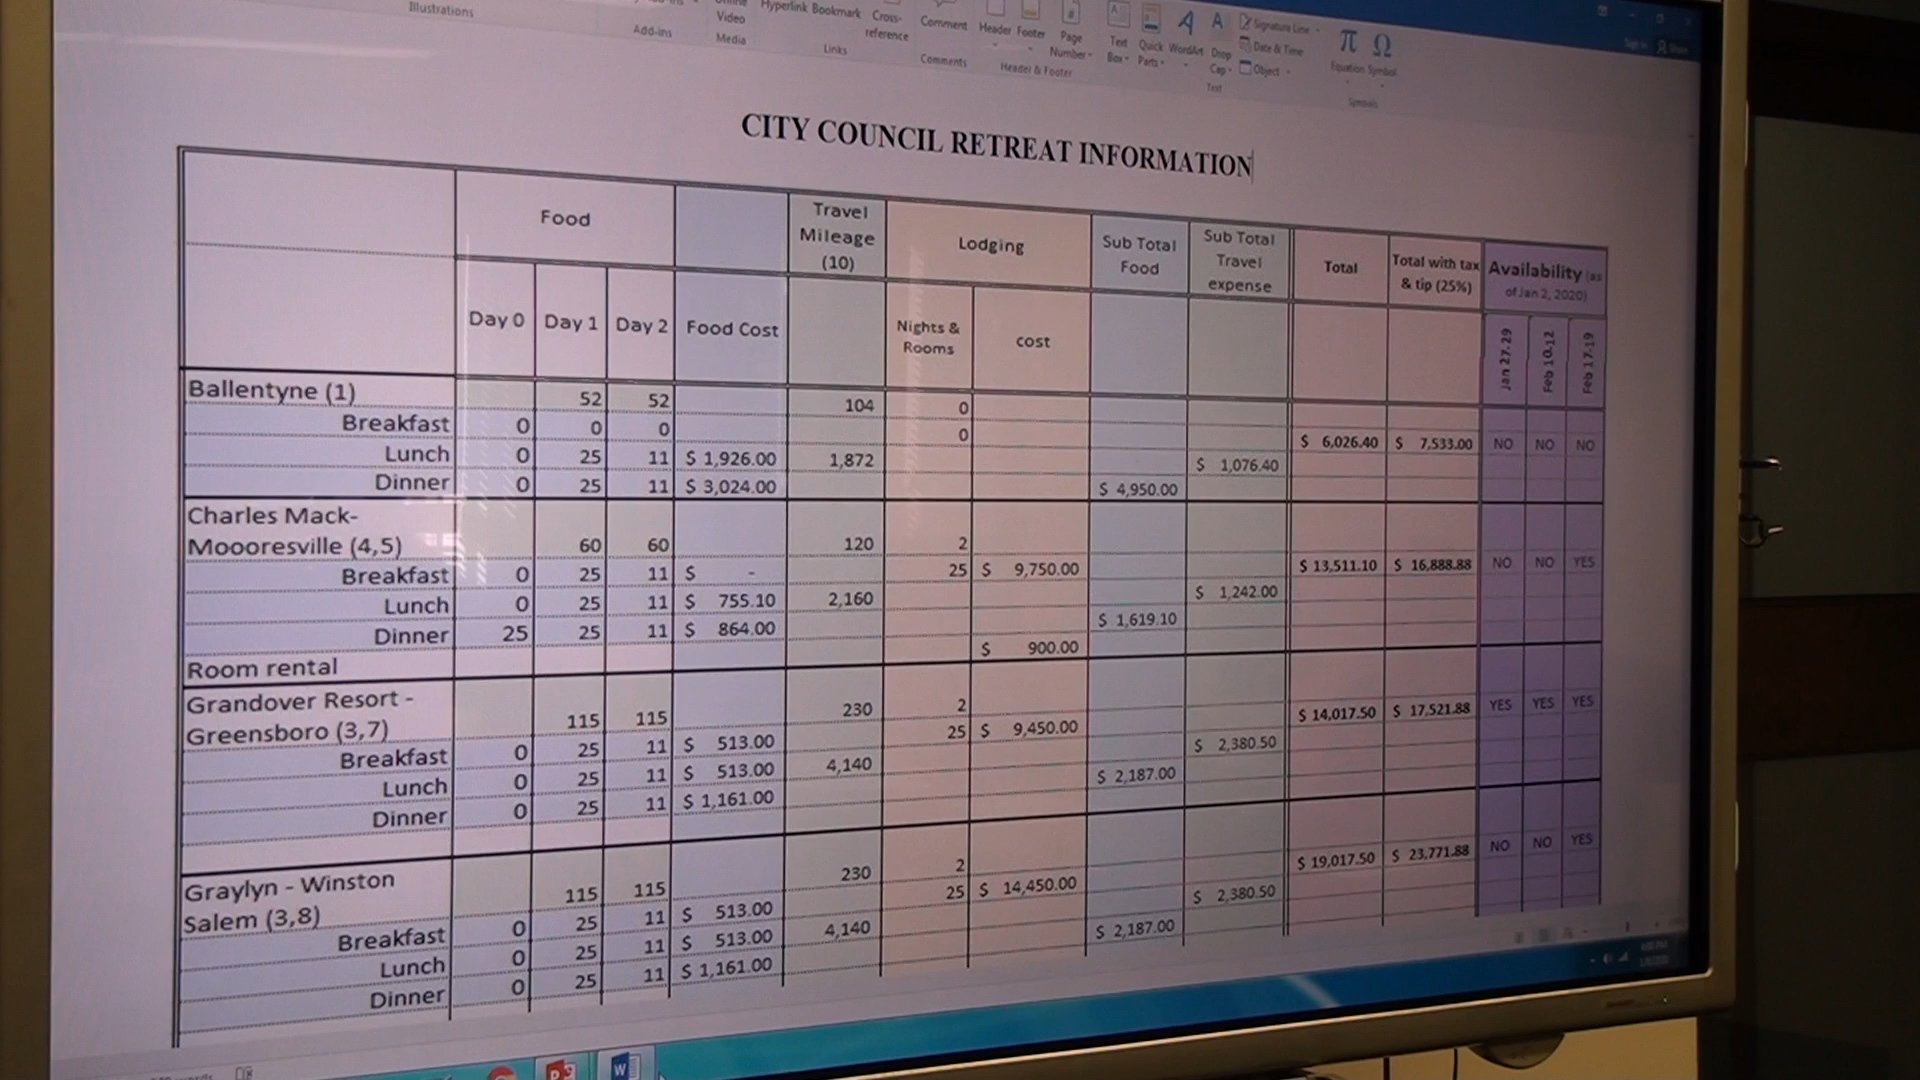 Illustrations
Add-ins
Online
Video
Media
Hyperlink Bookmark Cross-
reference
Links
Comment
Comments
Header Footer Page
Number
Header & Footer
Text
Box
Quick
Parts
WordArt Drop
Cap
Signature Line
Date & Time
Object
Text
π Ω
Equation Symbol
Symbols
CITY COUNCIL RETREAT INFORMATION
Food
Travel
Mileage
(10)
Lodging
Sub Total
Food
Sub Total
Travel
expense
Total
Total with tax
& tip (25%)
Availability (as
of Jan 2, 2020)
Day 0 Day 1 Day 2 Food Cost
Nights &
Rooms
cost
Jan 27-29
Feb 10-12
Feb 17-19
Ballentyne (1) 52 52 104 0
Breakfast 0 0 0 0 $ 6,026.40 $ 7,533.00 NO NO NO
Lunch 0 25 11 $ 1,926.00 1,872 $ 1,076.40
Dinner 0 25 11 $ 3,024.00 $ 4,950.00
Charles Mack-
Moooresville (4,5) 60 60 120 2
Breakfast 0 25 11 $ - 25 $ 9,750.00 $ 13,511.10 $ 16,888.88 NO NO YES
Lunch 0 25 11 $ 755.10 2,160 $ 1,242.00
Dinner 25 25 11 $ 864.00 $ 1,619.10
Room rental $ 900.00
Grandover Resort -
Greensboro (3,7) 115 115 230 2 $ 14,017.50 $ 17,521.88 YES YES YES
Breakfast 0 25 11 $ 513.00 25 $ 9,450.00 $ 2,380.50
Lunch 0 25 11 $ 513.00 4,140 $ 2,187.00
Dinner 0 25 11 $ 1,161.00
Graylyn - Winston
Salem (3,8) 115 115 230 2 $ 19,017.50 $ 23,771.88 NO NO YES
Breakfast 0 25 11 $ 513.00 25 $ 14,450.00 $ 2,380.50
Lunch 0 25 11 $ 513.00 4,140 $ 2,187.00
Dinner 0 25 11 $ 1,161.00